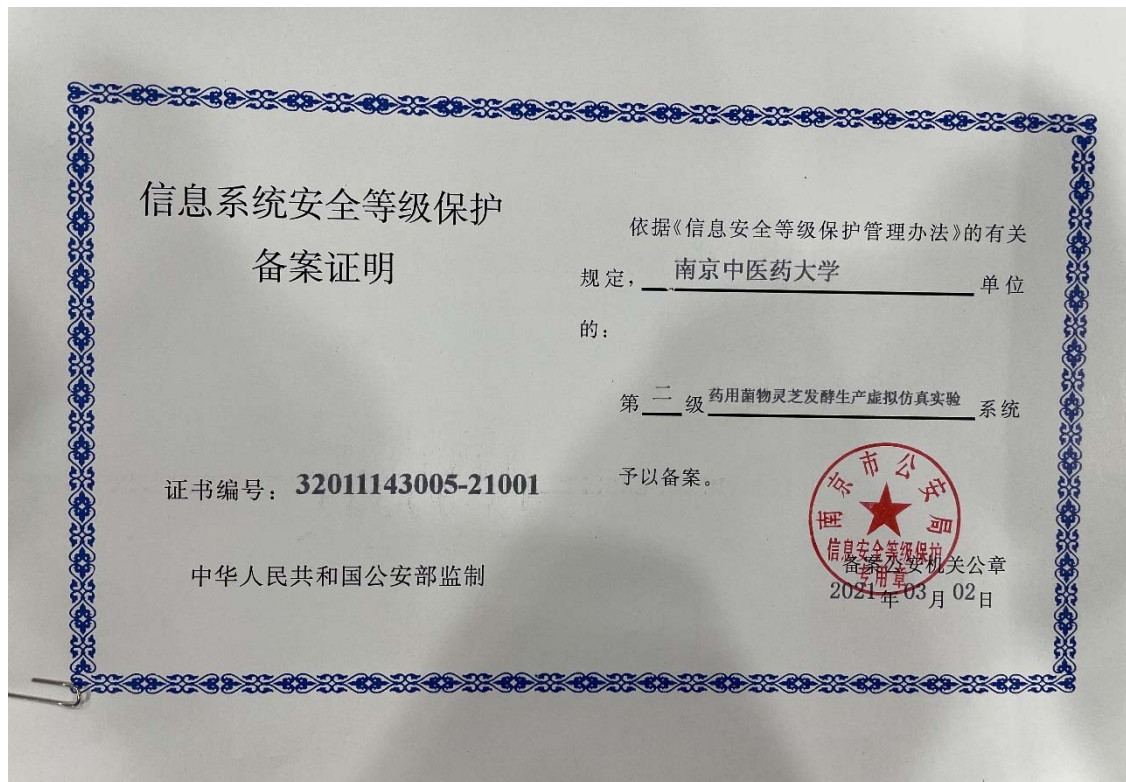 信息系统安全等级保护
备案证明
证书编号：32011143005-21001
中华人民共和国公安部监制
依据《信息安全等级保护管理办法》的有关
规定，南京中医药大学单位
的：
第二级药用菌物灵芝发酵生产虚拟仿真实验系统
予以备案。
南京市公安局
信息安全等级保护
专用章
备案公安机关公章
2021年03月02日